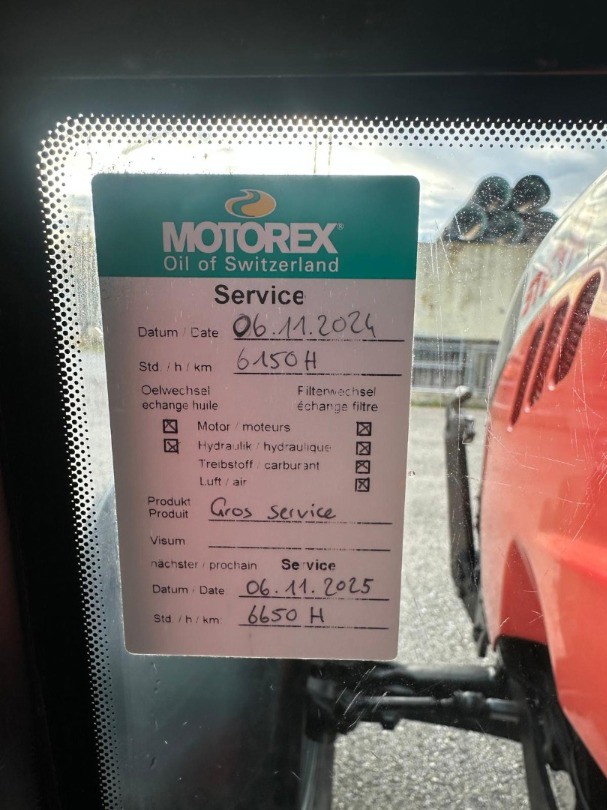 MOTOREX®
Oil of Switzerland
Service
Datum / Date 06.11.2024
Std. / h / km 6150H
Oelwechsel Filterwechsel
echange huile échange filtre
☒ Motor / moteurs ☒
☒ Hydraulik / hydraulique ☒
Treibstoff / carburant ☒
Luft / air ☒
Produkt
Produit Gros service
Visum
nächster / prochain Service
Datum / Date 06.11.2025
Std. / h / km: 6650 H